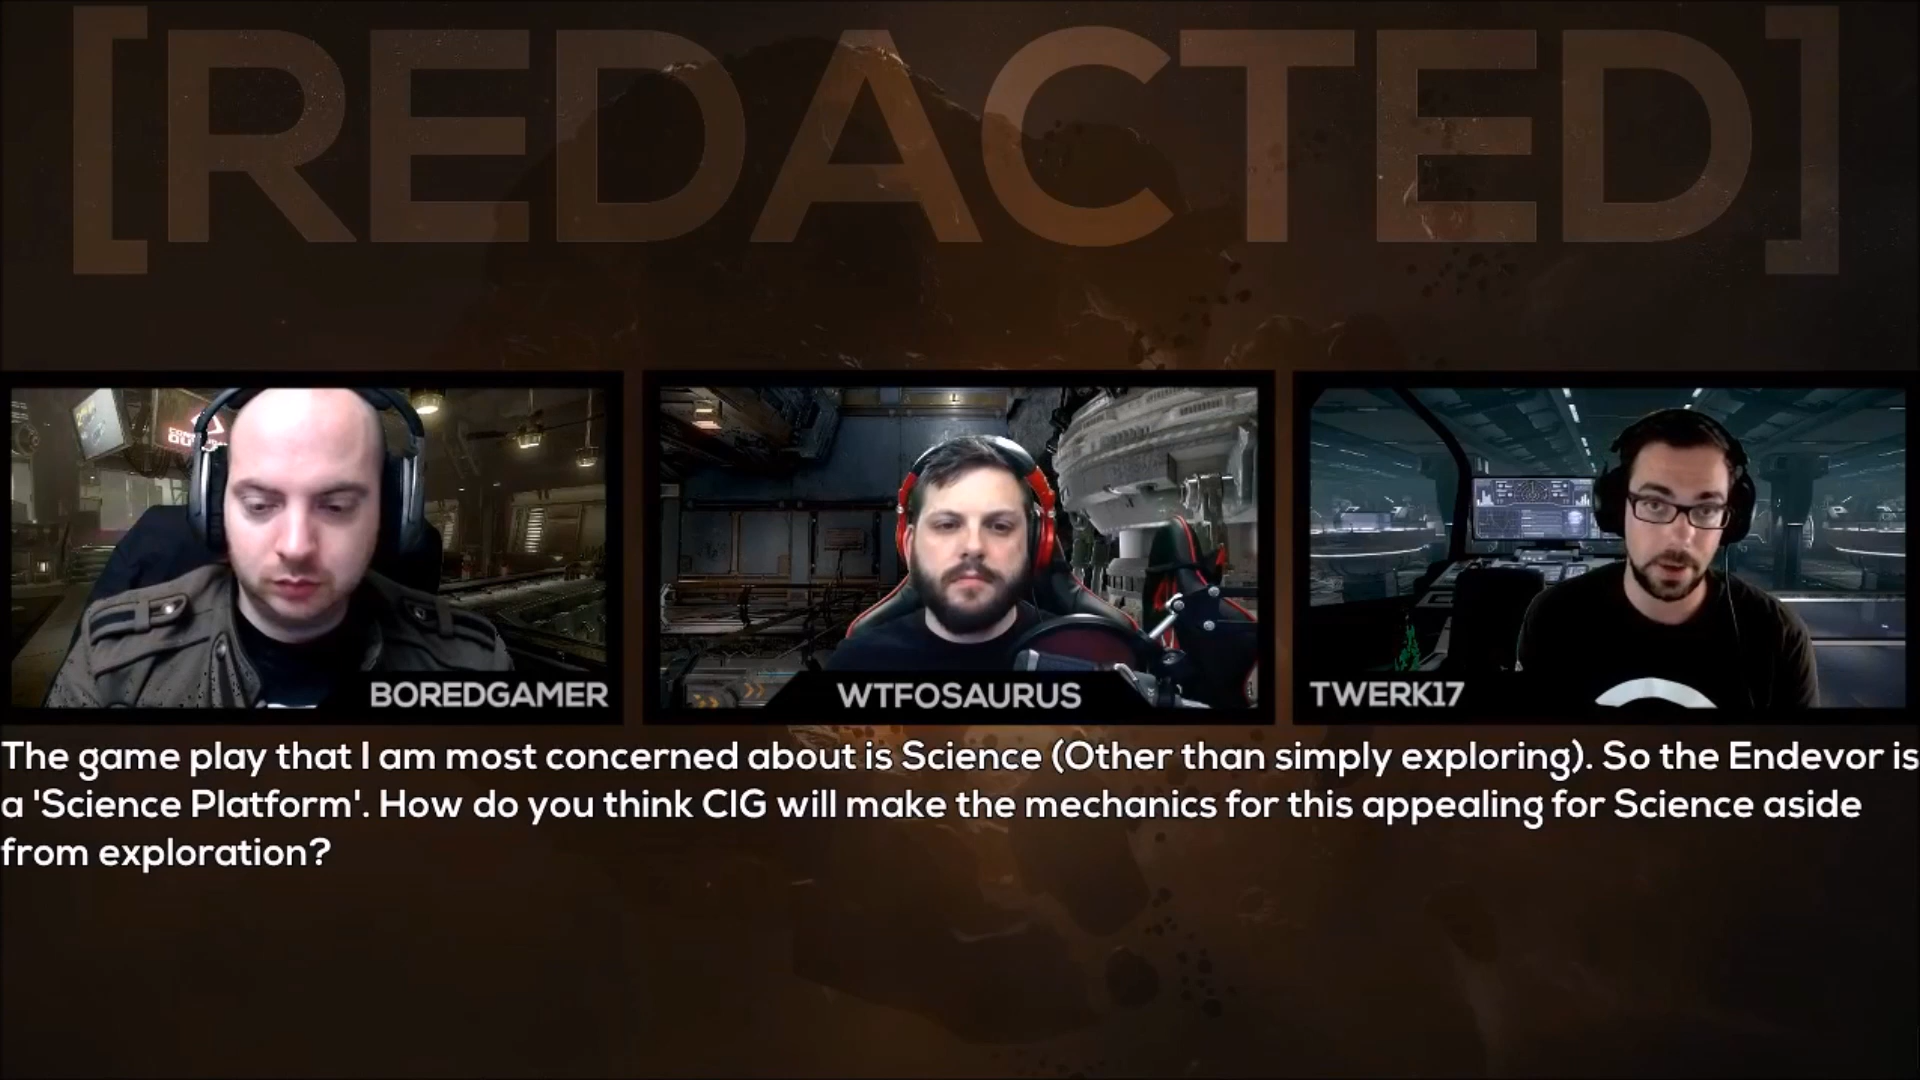 [REDACTED]
BOREDGAMER
WTFOSAURUS
TWERK17
The game play that I am most concerned about is Science (Other than simply exploring). So the Endevor is
a 'Science Platform'. How do you think CIG will make the mechanics for this appealing for Science aside
from exploration?